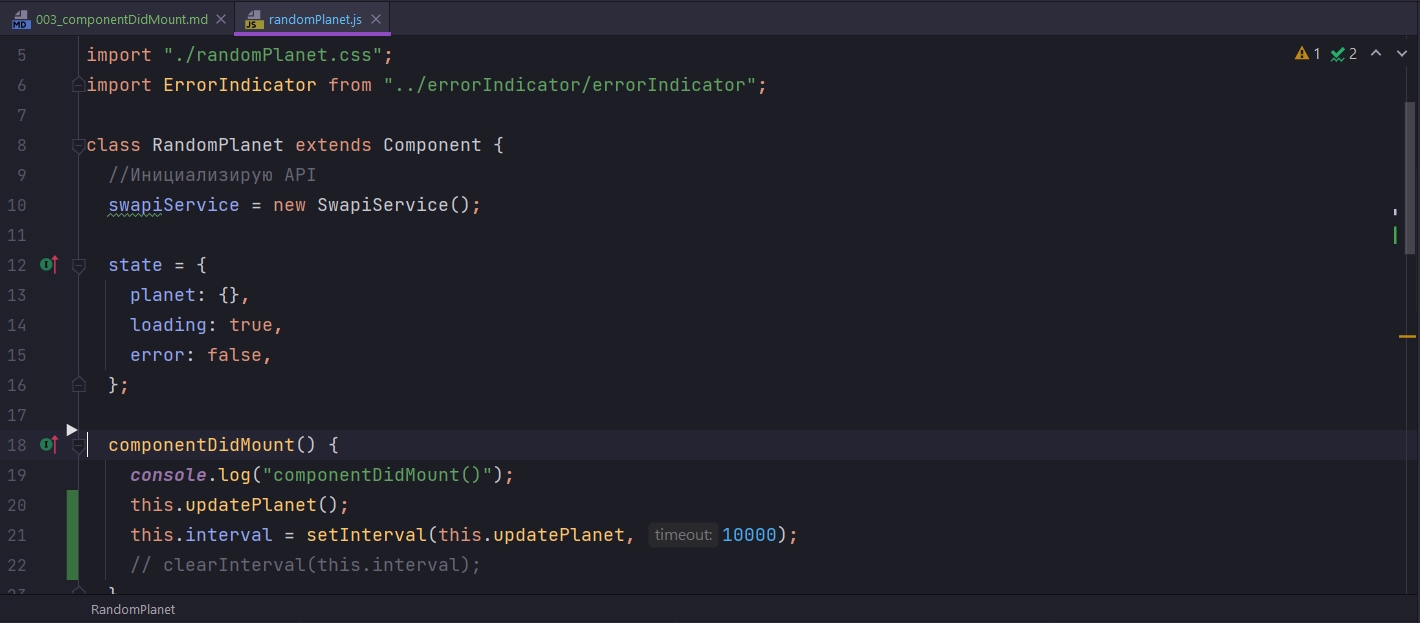 MD 003_componentDidMount.md JS randomPlanet.js
5 import "./randomPlanet.css"; 1 2
6 import ErrorIndicator from "../errorIndicator/errorIndicator";
7
8 class RandomPlanet extends Component {
9 //Инициализирую API
10 swapiService = new SwapiService();
11
12 state = {
13 planet: {},
14 loading: true,
15 error: false,
16 };
17
18 componentDidMount() {
19 console.log("componentDidMount()");
20 this.updatePlanet();
21 this.interval = setInterval(this.updatePlanet, timeout: 10000);
22 // clearInterval(this.interval);
23 }
RandomPlanet